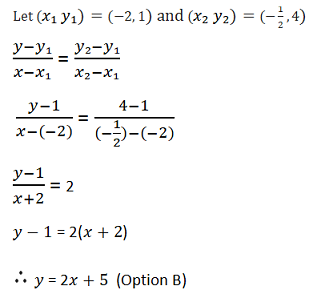 Let (x₁ y₁) = (−2, 1) and (x₂ y₂) = (−1/2, 4)
(y−y₁)/(x−x₁) = (y₂−y₁)/(x₂−x₁)
(y−1)/(x−(−2)) = (4−1)/((−1/2)−(−2))
(y−1)/(x+2) = 2
y − 1 = 2(x + 2)
∴ y = 2x + 5 (Option B)